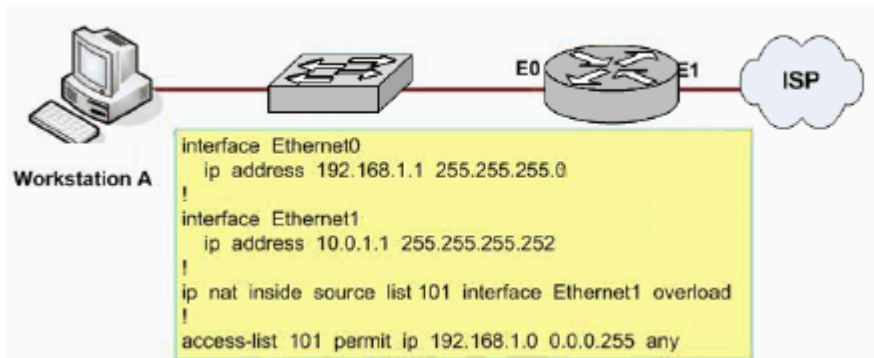 E0
E1
ISP
Workstation A
interface Ethernet0
ip address 192.168.1.1 255.255.255.0
!
interface Ethernet1
ip address 10.0.1.1 255.255.255.252
!
ip nat inside source list 101 interface Ethernet1 overload
!
access-list 101 permit ip 192.168.1.0 0.0.0.255 any